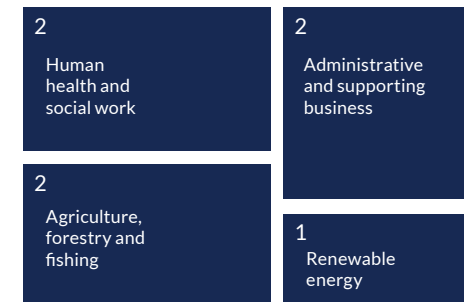 2
Human
health and
social work
2
Administrative
and supporting
business
2
Agriculture,
forestry and
fishing
1
Renewable
energy